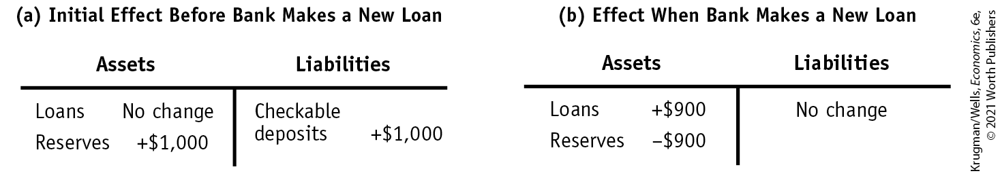 (a) Initial Effect Before Bank Makes a New Loan
Assets Liabilities
Loans No change
Reserves +$1,000
Checkable
deposits +$1,000
(b) Effect When Bank Makes a New Loan
Assets Liabilities
Loans +$900
Reserves –$900
No change
Krugman/Wells, Economics, 6e,
© 2021 Worth Publishers